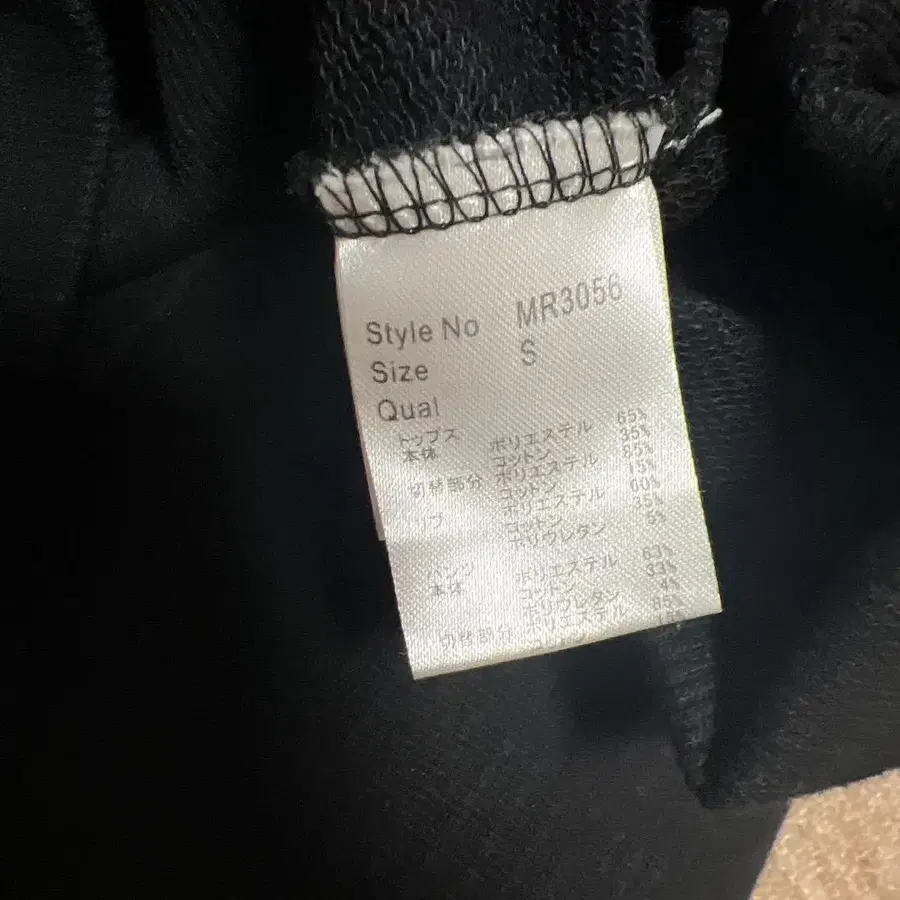 Style No MR3056
Size S
Qual
トップス
本体 ポリエステル 65%
コットン 35%
切替部分 ポリエステル 85%
コットン 15%
リブ ポリエステル 60%
コットン 35%
ポリウレタン 5%
パンツ
本体 ポリエステル 63%
コットン 33%
ポリウレタン 4%
切替部分 ポリエステル 85%
コットン 15%